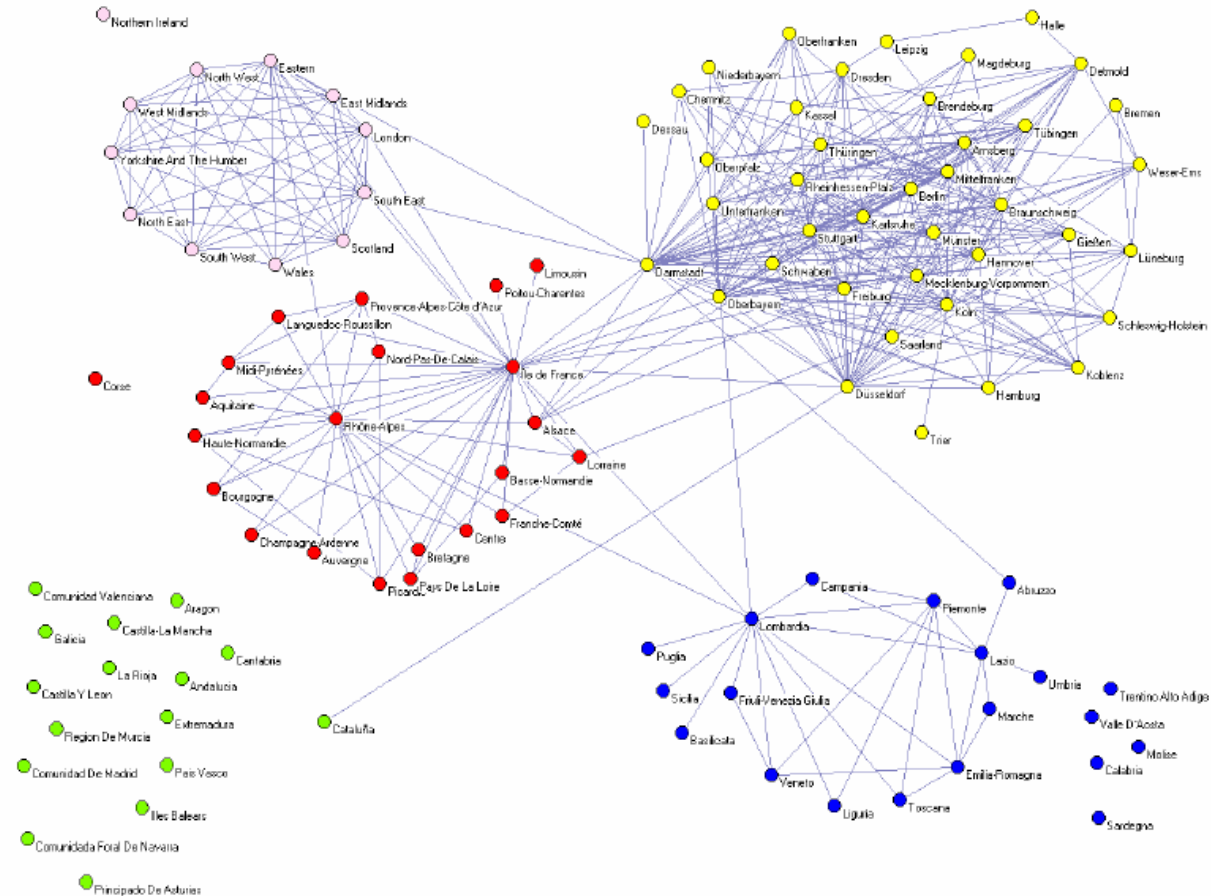 Northern Ireland
North West
Eastern
West Midlands
East Midlands
London
Yorkshire And The Humber
South East
North East
Scotland
South West
Wales
Halle
Oberfranken
Leipzig
Niederbayern
Dresden
Magdeburg
Detmold
Chemnitz
Kassel
Brendeburg
Bremen
Dessau
Thüringen
Arnsberg
Tübingen
Oberpfalz
Mittelfranken
Weser-Ems
Rheinhessen-Pfalz
Berlin
Unterfranken
Karlsruhe
Braunschweig
Stuttgart
Münster
Gießen
Darmstadt
Schwaben
Hannover
Lüneburg
Oberbayern
Freiburg
Mecklenburg-Vorpommern
Köln
Schleswig-Holstein
Saarland
Koblenz
Düsseldorf
Hamburg
Trier
Limousin
Poitou-Charentes
Provence-Alpes-Côte d'Azur
Languedoc-Roussillon
Nord-Pas-De-Calais
Midi-Pyrénées
Île de France
Corse
Aquitaine
Rhône-Alpes
Alsace
Haute-Normandie
Lorraine
Basse-Normandie
Bourgogne
Franche-Comté
Champagne-Ardenne
Centre
Auvergne
Bretagne
Picardie
Pays De La Loire
Comunidad Valenciana
Aragon
Galicia
Castilla-La Mancha
Cantabria
La Rioja
Andalucia
Castilla Y Leon
Extremadura
Cataluña
Region De Murcia
Comunidad De Madrid
Pais Vasco
Illes Balears
Comunidada Foral De Navarra
Principado De Asturias
Campania
Piemonte
Abruzzo
Lombardia
Puglia
Lazio
Umbria
Sicilia
Friuli-Venezia Giulia
Trentino Alto Adige
Marche
Valle D'Aosta
Basilicata
Molise
Veneto
Emilia-Romagna
Calabria
Liguria
Toscana
Sardegna